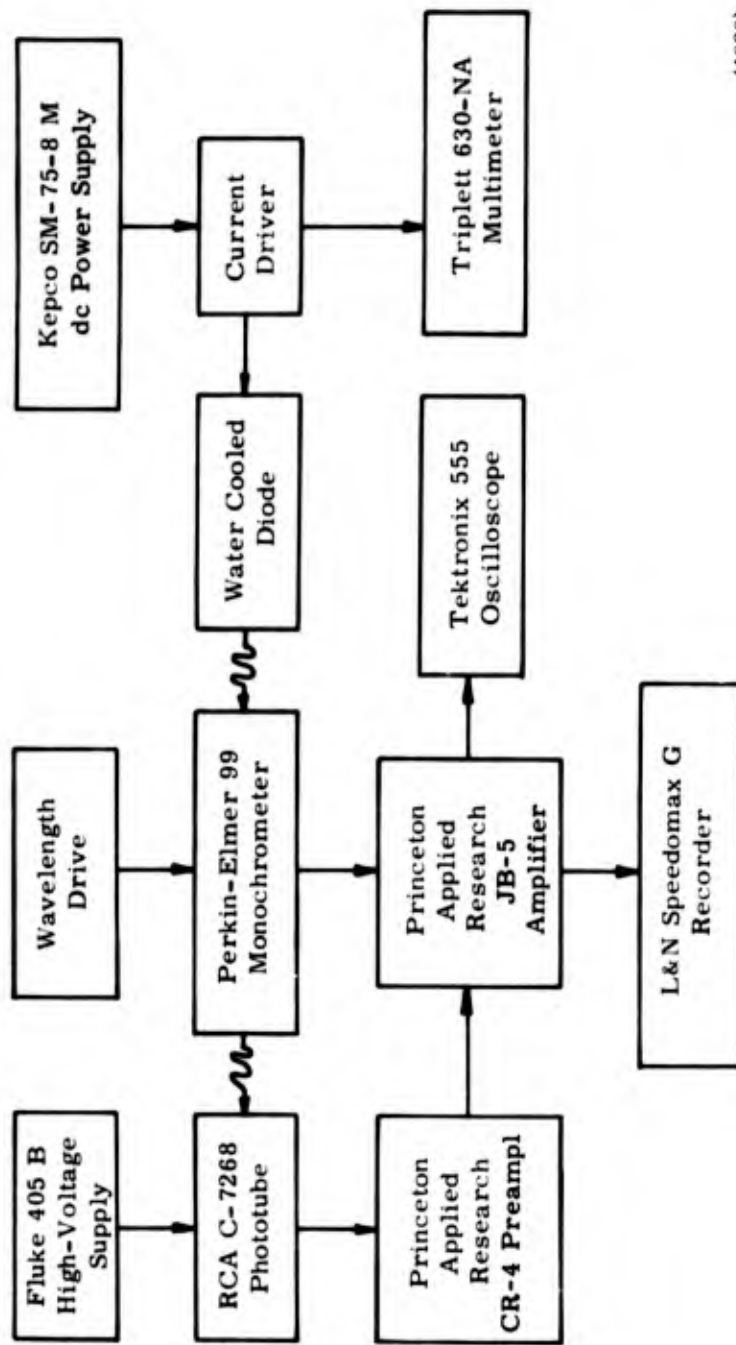 Fluke 405 B
High-Voltage
Supply
Wavelength
Drive
Kepco SM-75-8 M
dc Power Supply
RCA C-7268
Phototube
Perkin-Elmer 99
Monochrometer
Water Cooled
Diode
Current
Driver
Princeton
Applied
Research
CR-4 Preampl
Princeton
Applied
Research
JB-5
Amplifier
Tektronix 555
Oscilloscope
Triplett 630-NA
Multimeter
L&N Speedomax G
Recorder